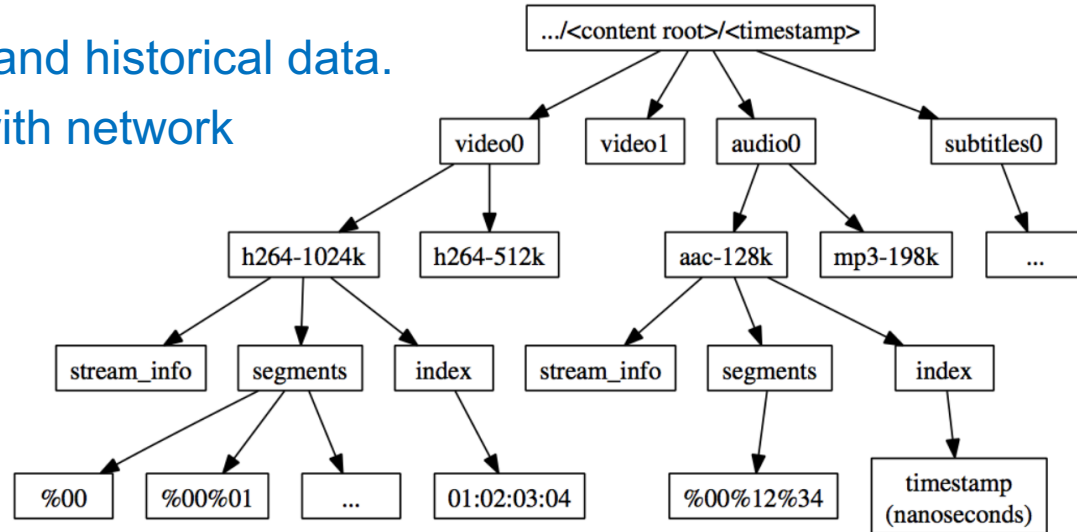 .../<content root>/<timestamp>
and historical data.
with network
video0
video1
audio0
subtitles0
h264-1024k
h264-512k
aac-128k
mp3-198k
...
stream_info
segments
index
stream_info
segments
index
%00
%00%01
...
01:02:03:04
%00%12%34
timestamp
(nanoseconds)